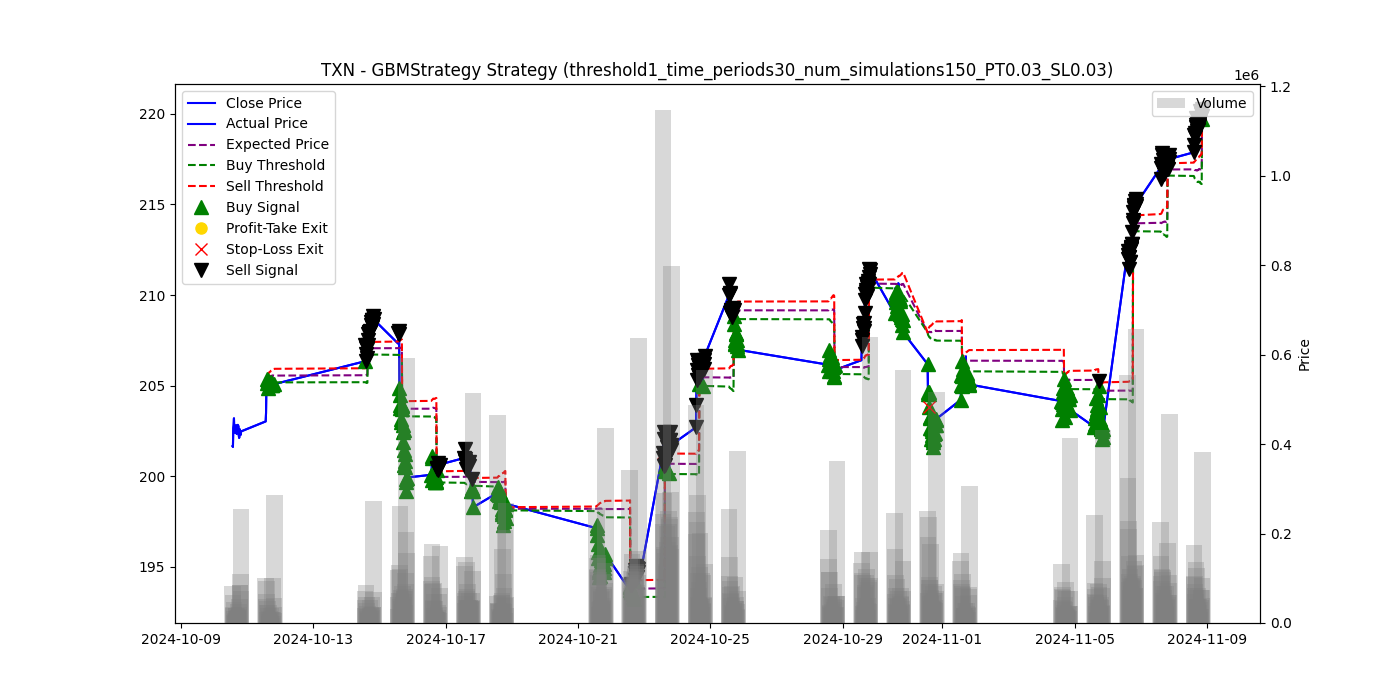 TXN - GBMStrategy Strategy (threshold1_time_periods30_num_simulations150_PT0.03_SL0.03)
1e6
Close Price
Actual Price
Expected Price
Buy Threshold
Sell Threshold
Buy Signal
Profit-Take Exit
Stop-Loss Exit
Sell Signal
Volume
220
215
210
205
200
195
1.2
1.0
0.8
0.6
0.4
0.2
0.0
Price
2024-10-09
2024-10-13
2024-10-17
2024-10-21
2024-10-25
2024-10-29
2024-11-01
2024-11-05
2024-11-09